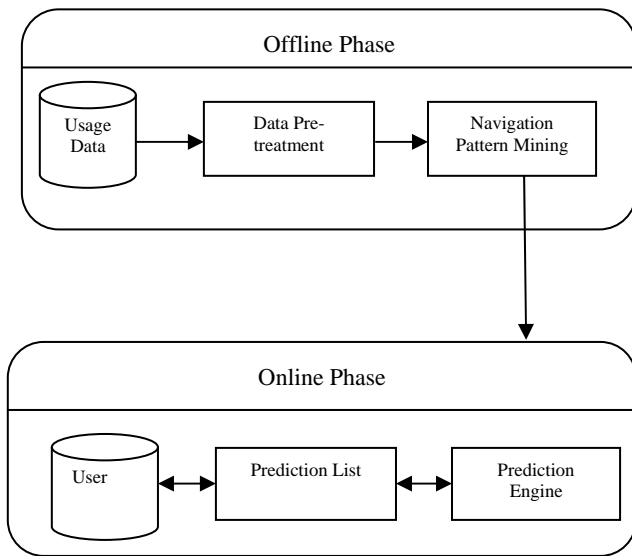 Offline Phase
Usage
Data
Data Pre-
treatment
Navigation
Pattern Mining
Online Phase
User
Prediction List
Prediction
Engine